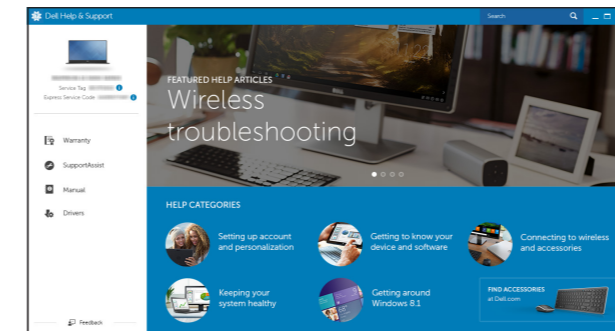 Dell Help & Support
Search
Service Tag
Express Service Code
Warranty
SupportAssist
Manual
Drivers
Feedback
FEATURED HELP ARTICLES
Wireless
troubleshooting
HELP CATEGORIES
Setting up account
and personalization
Getting to know your
device and software
Connecting to wireless
and accessories
Keeping your
system healthy
Getting around
Windows 8.1
FIND ACCESSORIES
at Dell.com